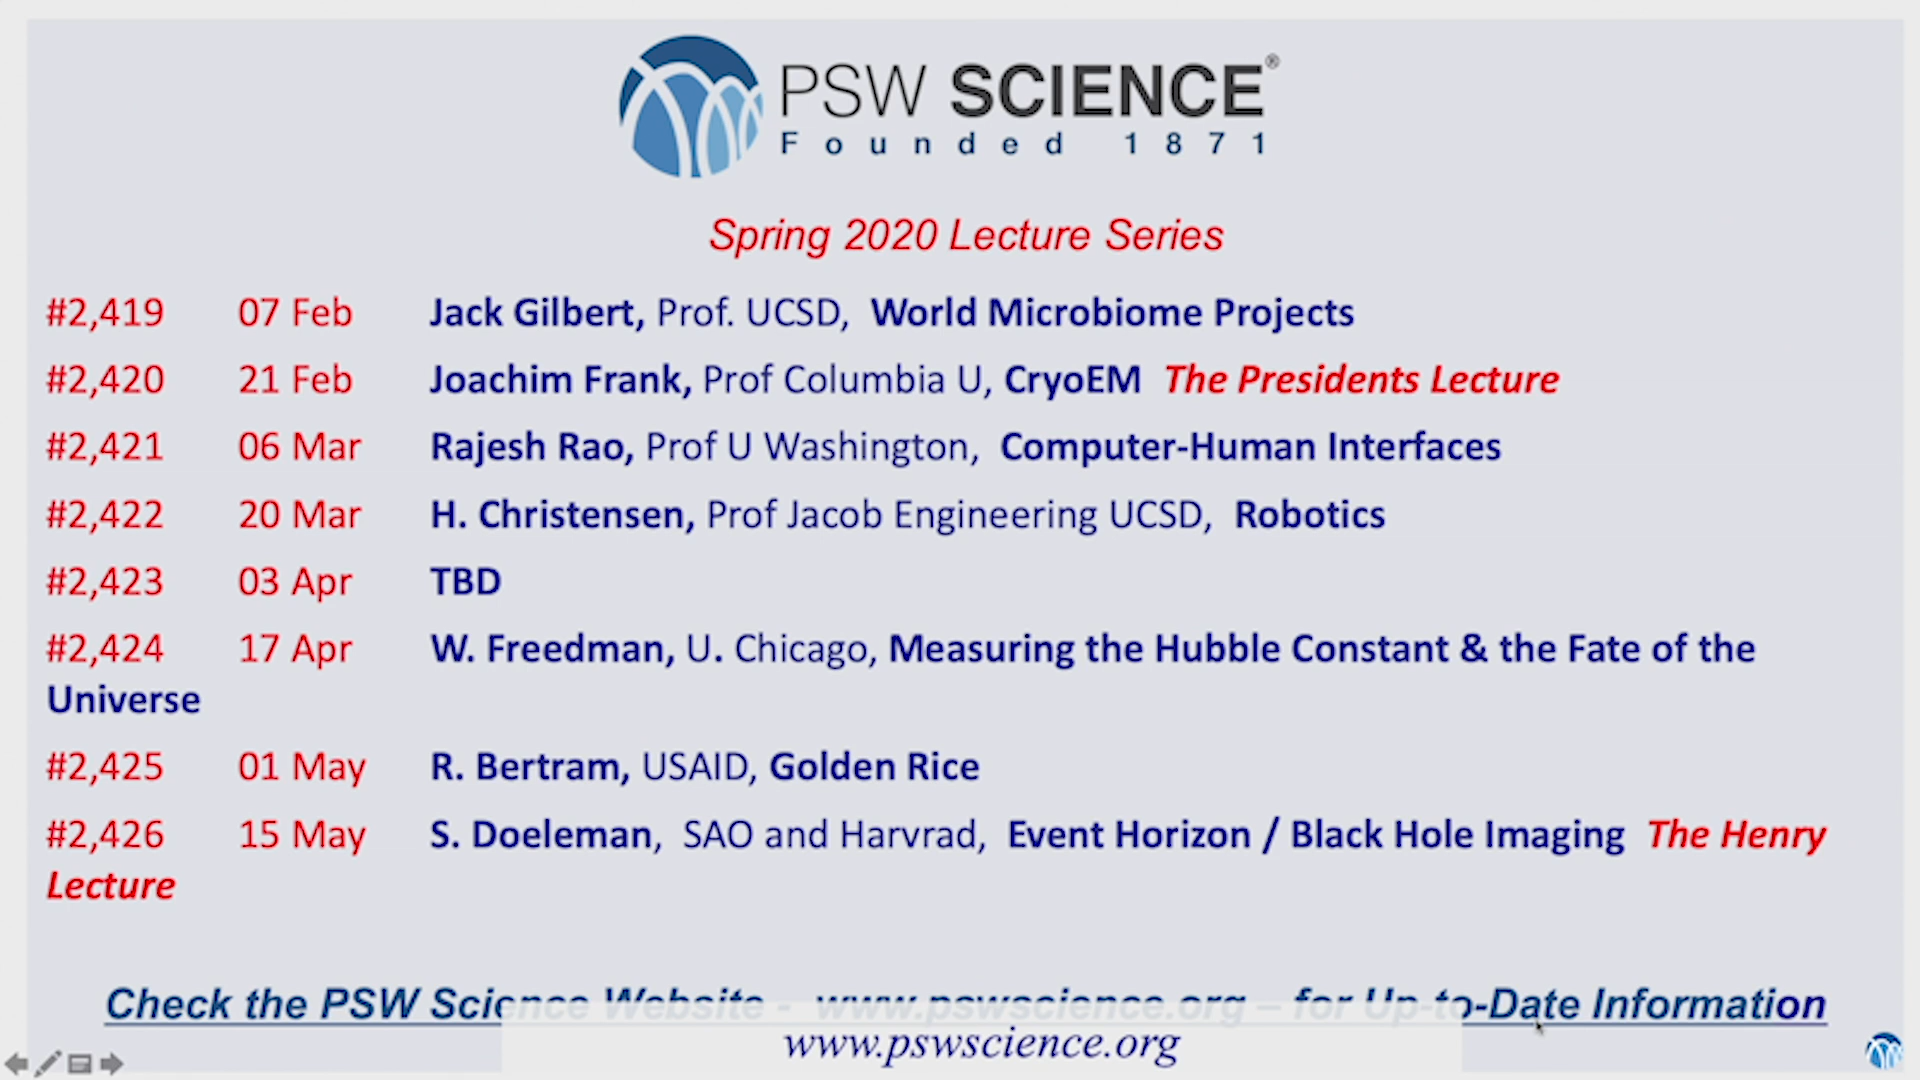 PSW SCIENCE®
Founded 1871
Spring 2020 Lecture Series
#2,419 07 Feb Jack Gilbert, Prof. UCSD, World Microbiome Projects
#2,420 21 Feb Joachim Frank, Prof Columbia U, CryoEM The Presidents Lecture
#2,421 06 Mar Rajesh Rao, Prof U Washington, Computer-Human Interfaces
#2,422 20 Mar H. Christensen, Prof Jacob Engineering UCSD, Robotics
#2,423 03 Apr TBD
#2,424 17 Apr W. Freedman, U. Chicago, Measuring the Hubble Constant & the Fate of the
Universe
#2,425 01 May R. Bertram, USAID, Golden Rice
#2,426 15 May S. Doeleman, SAO and Harvrad, Event Horizon / Black Hole Imaging The Henry
Lecture
Check the PSW Science Website - www.pswscience.org – for Up-to-Date Information
www.pswscience.org